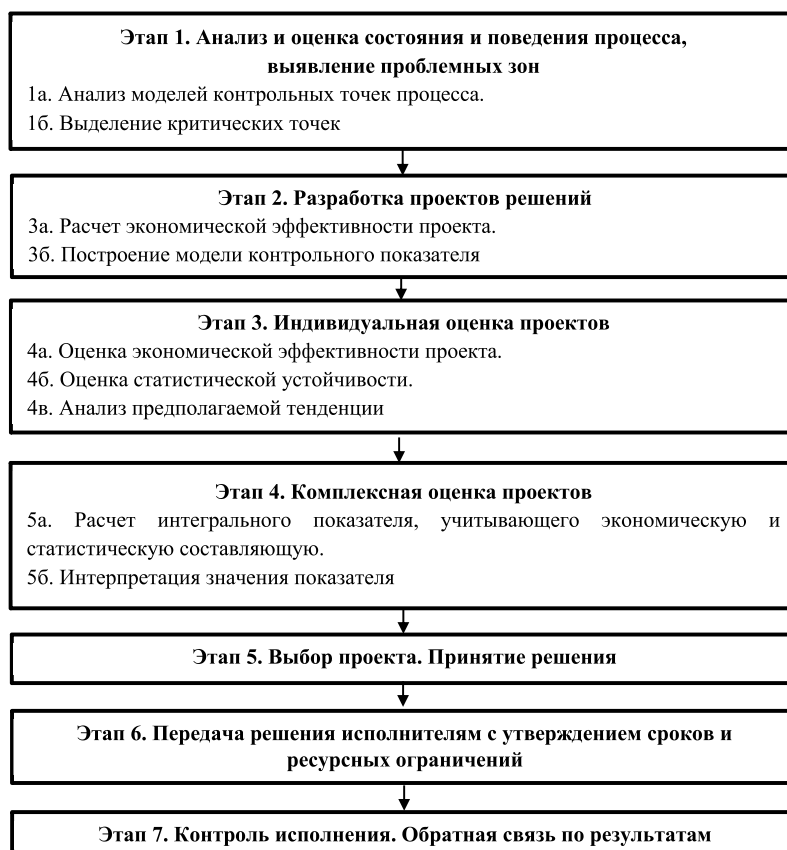 Этап 1. Анализ и оценка состояния и поведения процесса,
выявление проблемных зон
1а. Анализ моделей контрольных точек процесса.
1б. Выделение критических точек
Этап 2. Разработка проектов решений
3а. Расчет экономической эффективности проекта.
3б. Построение модели контрольного показателя
Этап 3. Индивидуальная оценка проектов
4а. Оценка экономической эффективности проекта.
4б. Оценка статистической устойчивости.
4в. Анализ предполагаемой тенденции
Этап 4. Комплексная оценка проектов
5а. Расчет интегрального показателя, учитывающего экономическую и
статистическую составляющую.
5б. Интерпретация значения показателя
Этап 5. Выбор проекта. Принятие решения
Этап 6. Передача решения исполнителям с утверждением сроков и
ресурсных ограничений
Этап 7. Контроль исполнения. Обратная связь по результатам